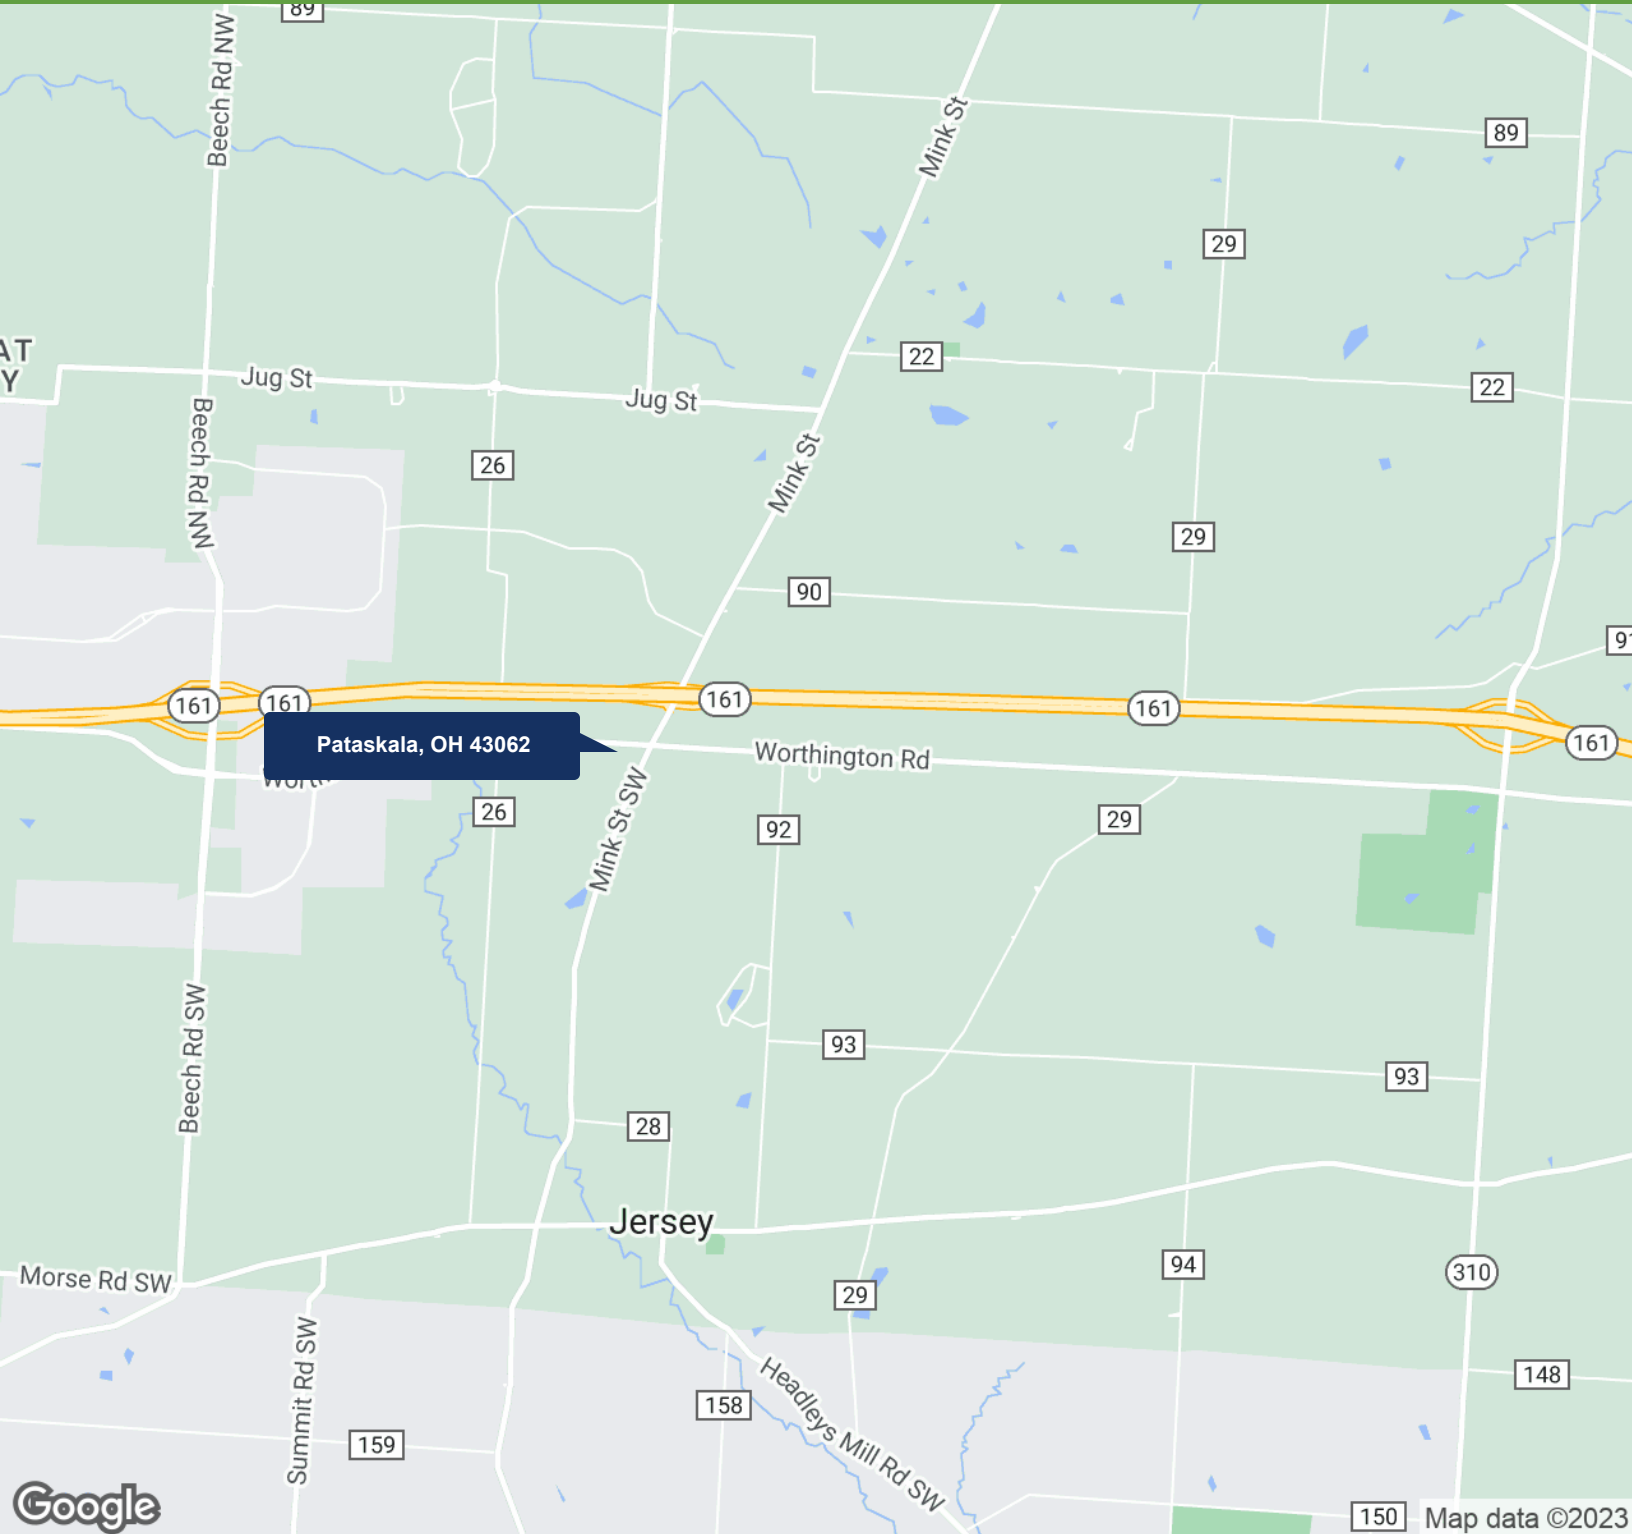 89
Beech Rd NW
Mink St
89
29
AT
Y
Jug St
Jug St
22
22
Beech Rd NW
26
Mink St
29
90
91
161
161
161
161
161
Pataskala, OH 43062
Worthington Rd
26
Mink St SW
92
29
Beech Rd SW
93
93
28
Jersey
Morse Rd SW
94
310
29
Summit Rd SW
Headleys Mill Rd SW
148
158
159
Google
150
Map data ©2023